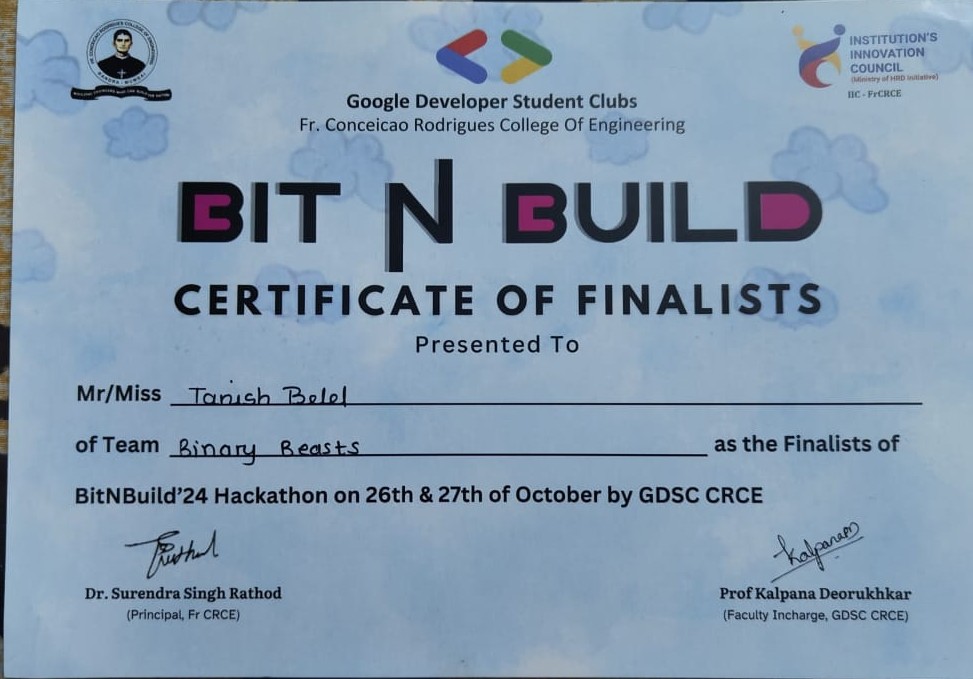 INSTITUTION'S
INNOVATION
COUNCIL
(Ministry of HRD Initiative)
IIC - FrCRCE
Google Developer Student Clubs
Fr. Conceicao Rodrigues College Of Engineering
BIT N BUILD
CERTIFICATE OF FINALISTS
Presented To
Mr/Miss Tanish Belel
of Team Binary Beasts as the Finalists of
BitNBuild'24 Hackathon on 26th & 27th of October by GDSC CRCE
Dr. Surendra Singh Rathod
(Principal, Fr CRCE)
Kalpana
Prof Kalpana Deorukhkar
(Faculty Incharge, GDSC CRCE)